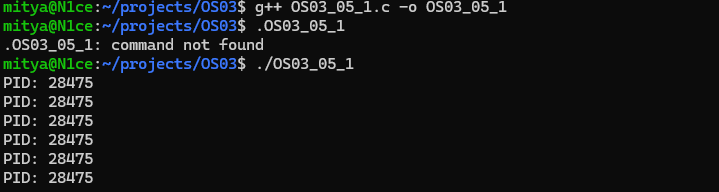 mitya@N1ce:~/projects/OS03$ g++ OS03_05_1.c -o OS03_05_1
mitya@N1ce:~/projects/OS03$ .OS03_05_1
.OS03_05_1: command not found
mitya@N1ce:~/projects/OS03$ ./OS03_05_1
PID: 28475
PID: 28475
PID: 28475
PID: 28475
PID: 28475
PID: 28475